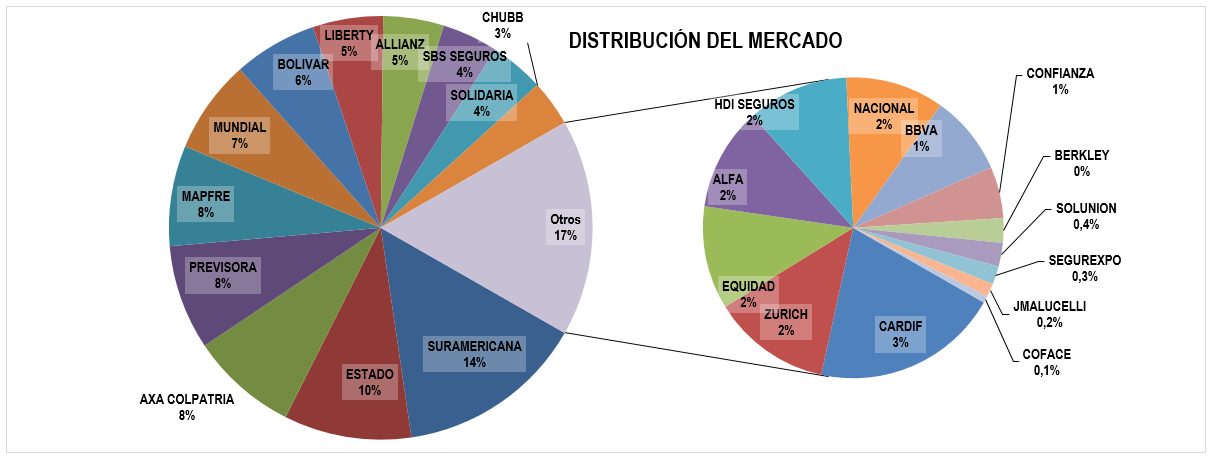 DISTRIBUCIÓN DEL MERCADO
CHUBB
3%
LIBERTY
5%
ALLIANZ
5%
SBS SEGUROS
4%
BOLIVAR
6%
SOLIDARIA
4%
MUNDIAL
7%
MAPFRE
8%
Otros
17%
PREVISORA
8%
SURAMERICANA
14%
ESTADO
10%
AXA COLPATRIA
8%
HDI SEGUROS
2%
NACIONAL
2%
BBVA
1%
CONFIANZA
1%
BERKLEY
0%
ALFA
2%
SOLUNION
0,4%
SEGUREXPO
0,3%
EQUIDAD
2%
ZURICH
2%
CARDIF
3%
JMALUCELLI
0,2%
COFACE
0,1%